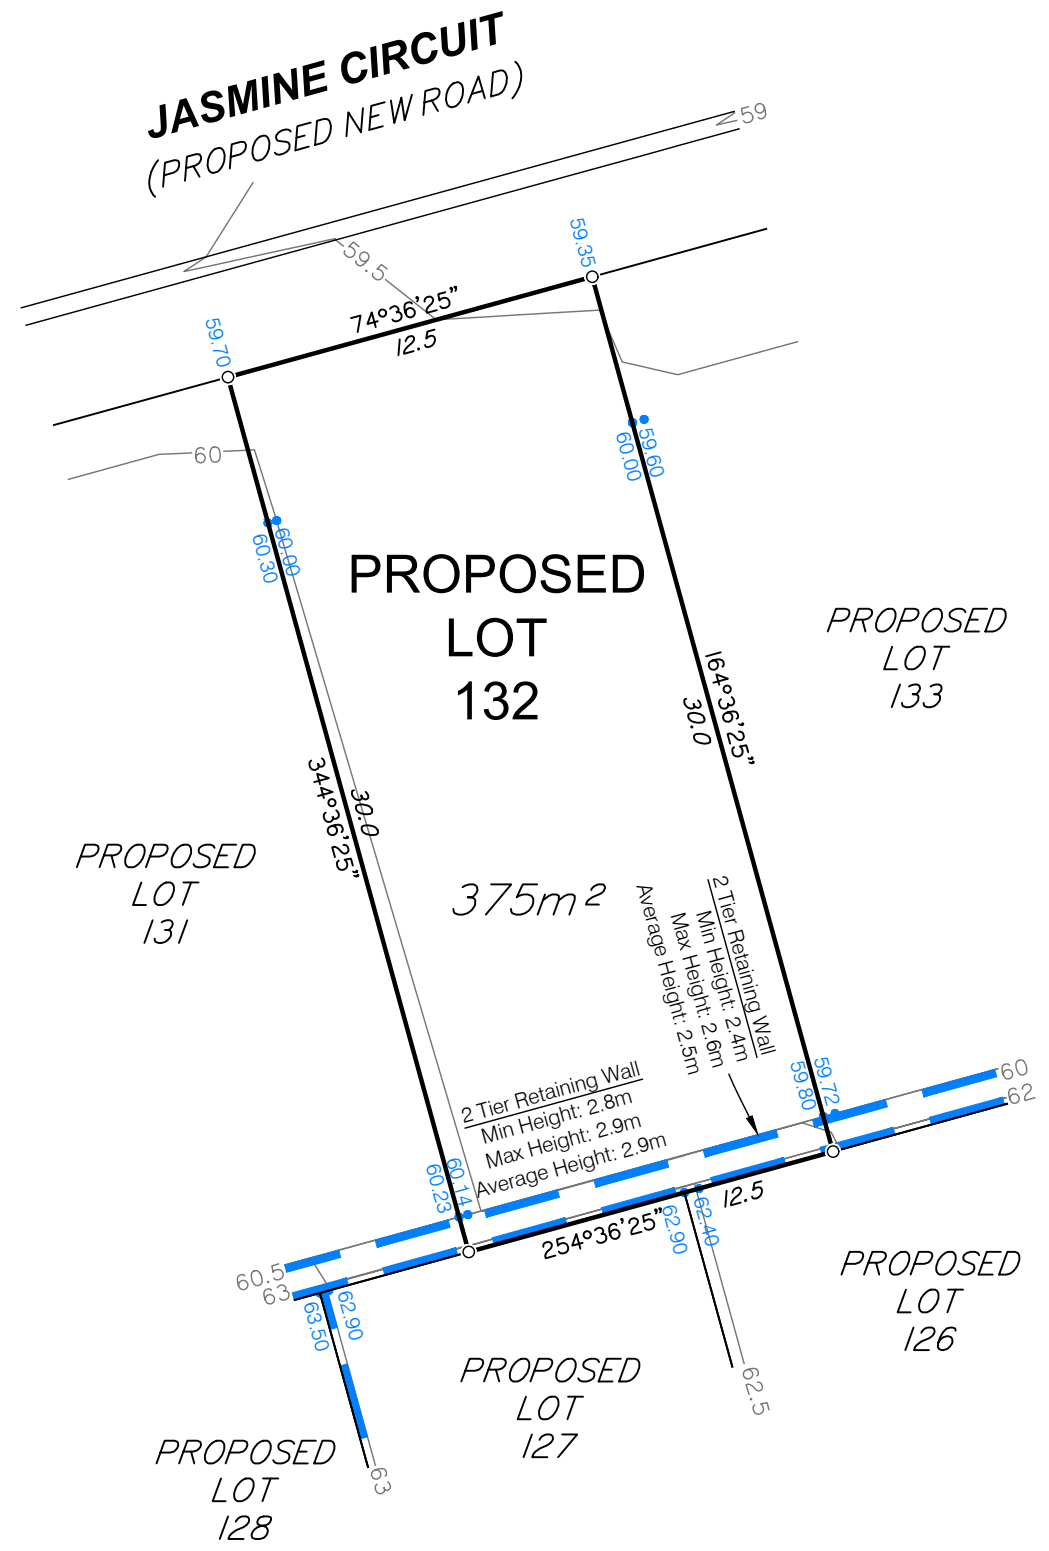 JASMINE CIRCUIT
(PROPOSED NEW ROAD)
59
59.5
59.35
59.70
74°36'25"
12.5
60
60.00
59.60
60.30
60.00
PROPOSED
LOT
132
PROPOSED
LOT
133
164°36'25"
30.0
344°36'25"
30.0
PROPOSED
LOT
131
375m²
2 Tier Retaining Wall
Min Height: 2.4m
Max Height: 2.6m
Average Height: 2.5m
2 Tier Retaining Wall
Min Height: 2.8m
Max Height: 2.9m
Average Height: 2.9m
59.80
59.72
60
62
60.23
60.14
12.5
254°36'25"
62.90
62.40
60.5
63
63.50
62.90
PROPOSED
LOT
126
PROPOSED
LOT
127
62.5
PROPOSED
LOT
128
63